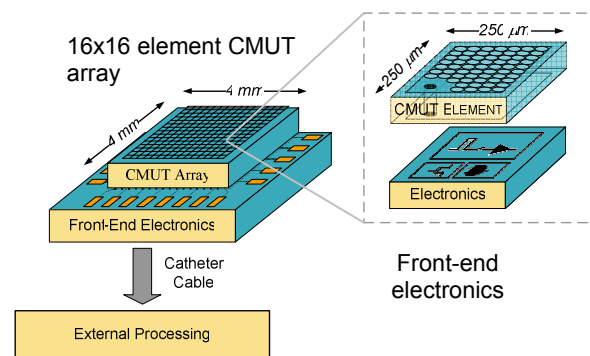 16x16 element CMUT
array
4 mm
4 mm
CMUT Array
Front-End Electronics
Catheter
Cable
External Processing
250 μm
250 μm
CMUT ELEMENT
Electronics
Front-end
electronics